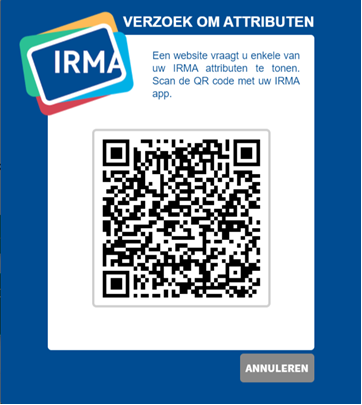 VERZOEK OM ATTRIBUTEN
IRMA
Een website vraagt u enkele van
uw IRMA attributen te tonen.
Scan de QR code met uw IRMA
app.
ANNULEREN